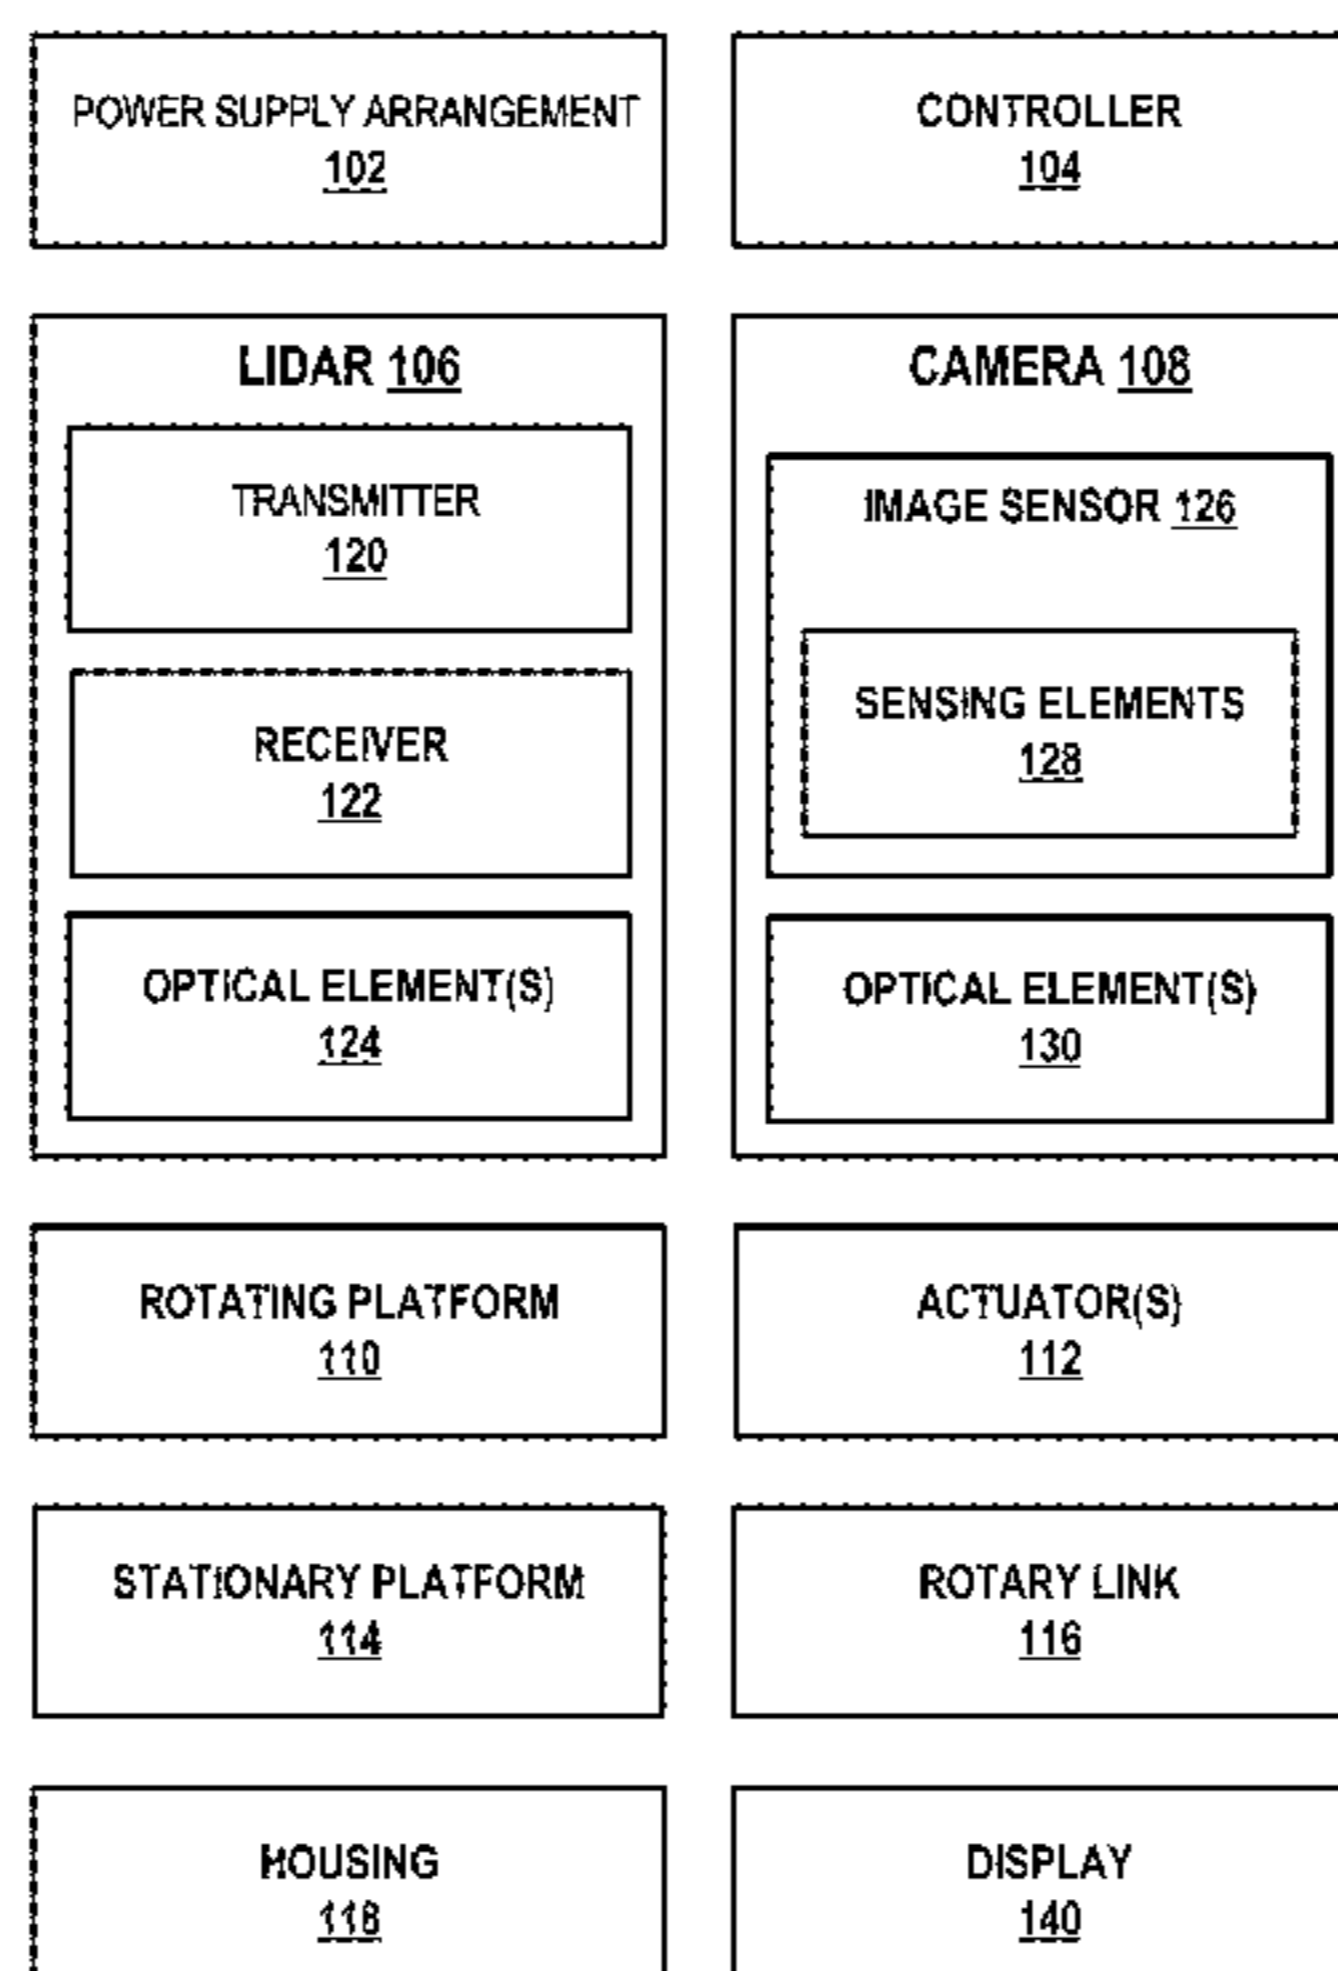 POWER SUPPLY ARRANGEMENT
102
CONTROLLER
104
LIDAR 106
TRANSMITTER
120
RECEIVER
122
OPTICAL ELEMENT(S)
124
CAMERA 108
IMAGE SENSOR 126
SENSING ELEMENTS
128
OPTICAL ELEMENT(S)
130
ROTATING PLATFORM
110
ACTUATOR(S)
112
STATIONARY PLATFORM
114
ROTARY LINK
116
HOUSING
118
DISPLAY
140